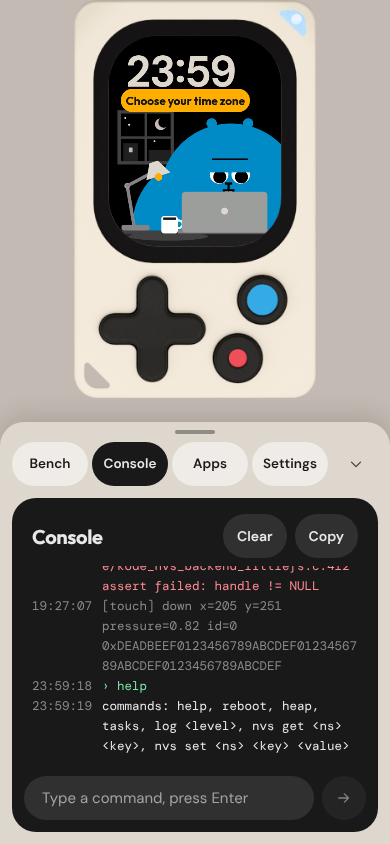 23:59
Choose your time zone
Bench
Console
Apps
Settings
Console
Clear
Copy
e/kode_nvs_backend_littlejs.c:412
assert failed: handle != NULL
19:27:07 [touch] down x=205 y=251
pressure=0.82 id=0
0xDEADBEEF0123456789ABCDEF01234567
89ABCDEF0123456789ABCDEF
23:59:18 › help
23:59:19 commands: help, reboot, heap,
tasks, log <level>, nvs get <ns>
<key>, nvs set <ns> <key> <value>
Type a command, press Enter